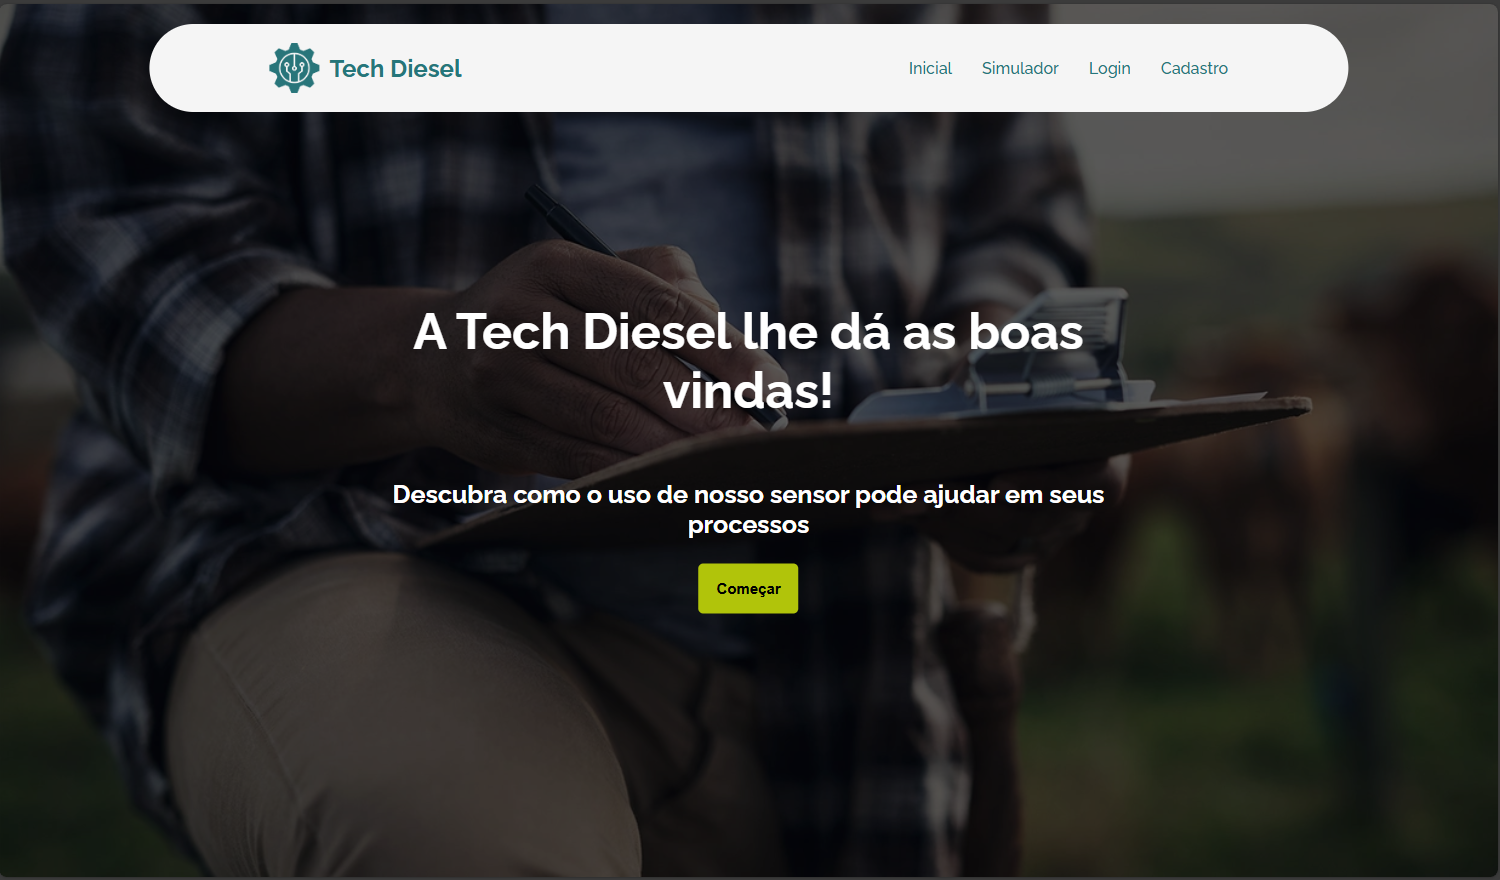 Tech Diesel
Inicial
Simulador
Login
Cadastro
A Tech Diesel lhe dá as boas
vindas!
Descubra como o uso de nosso sensor pode ajudar em seus
processos
Começar